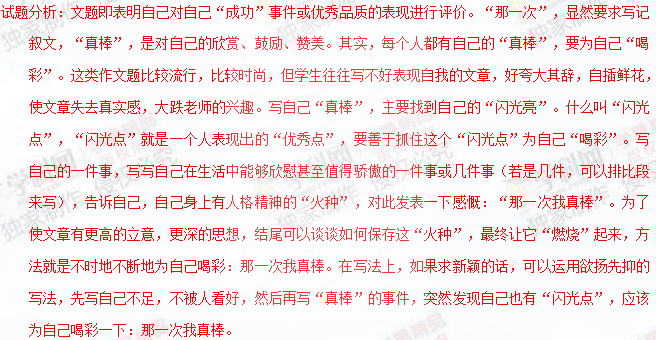 试题分析：文题即表明自己对自己“成功”事件或优秀品质的表现进行评价。“那一次”，显然要求写记
叙文，“真棒”，是对自己的欣赏、鼓励、赞美。其实，每个人都有自己的“真棒”，要为自己“喝
彩”。这类作文题比较流行，比较时尚，但学生往往写不好表现自我的文章，好夸大其辞，自插鲜花，
使文章失去真实感，大跌老师的兴趣。写自己“真棒”，主要找到自己的“闪光亮”。什么叫“闪光
点”，“闪光点”就是一个人表现出的“优秀点”，要善于抓住这个“闪光点”为自己“喝彩”。写
自己的一件事，写写自己在生活中能够欣慰甚至值得骄傲的一件事或几件事（若是几件，可以排比段
来写），告诉自己，自己身上有人格精神的“火种”，对此发表一下感慨：“那一次我真棒”。为了
使文章有更高的立意，更深的思想，结尾可以谈谈如何保存这“火种”，最终让它“燃烧”起来，方
法就是不时地不断地为自己喝彩：那一次我真棒。在写法上，如果求新颖的话，可以运用欲扬先抑的
写法，先写自己不足，不被人看好，然后再写“真棒”的事件，突然发现自己也有“闪光点”，应该
为自己喝彩一下：那一次我真棒。